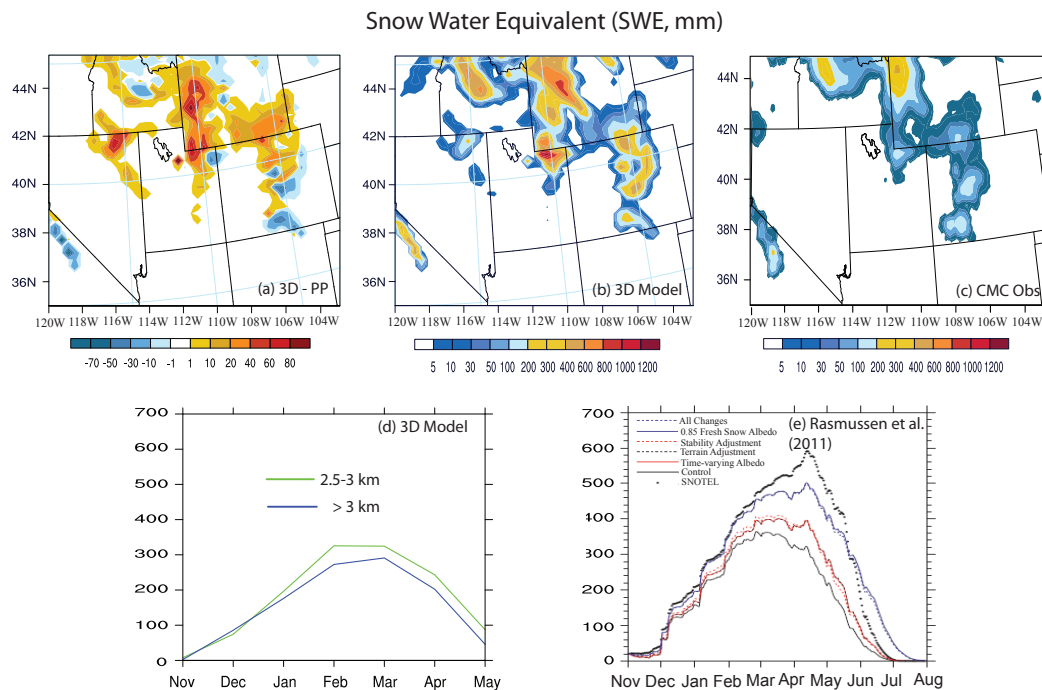 Snow Water Equivalent (SWE, mm)
44N
42N
40N
38N
36N
(a) 3D - PP
120W 118W 116W 114W 112W 110W 108W 106W 104W
-70 -50 -30 -10 -1 1 10 20 40 60 80
44N
42N
40N
38N
36N
(b) 3D Model
120W 118W 116W 114W 112W 110W 108W 106W 104W
5 10 30 50 100 200 300 400 600 800 1000 1200
44N
42N
40N
38N
36N
(c) CMC Obs
120W 118W 116W 114W 112W 110W 108W 106W 104W
5 10 30 50 100 200 300 400 600 800 1000 1200
700
600
500
400
300
200
100
0
(d) 3D Model
2.5-3 km
> 3 km
Nov Dec Jan Feb Mar Apr May
700
600
500
400
300
200
100
0
All Changes
0.85 Fresh Snow Albedo
Stability Adjustment
Terrain Adjustment
Time-varying Albedo
Control
SNOTEL
(e) Rasmussen et al.
(2011)
Nov Dec Jan Feb Mar Apr May Jun Jul Aug